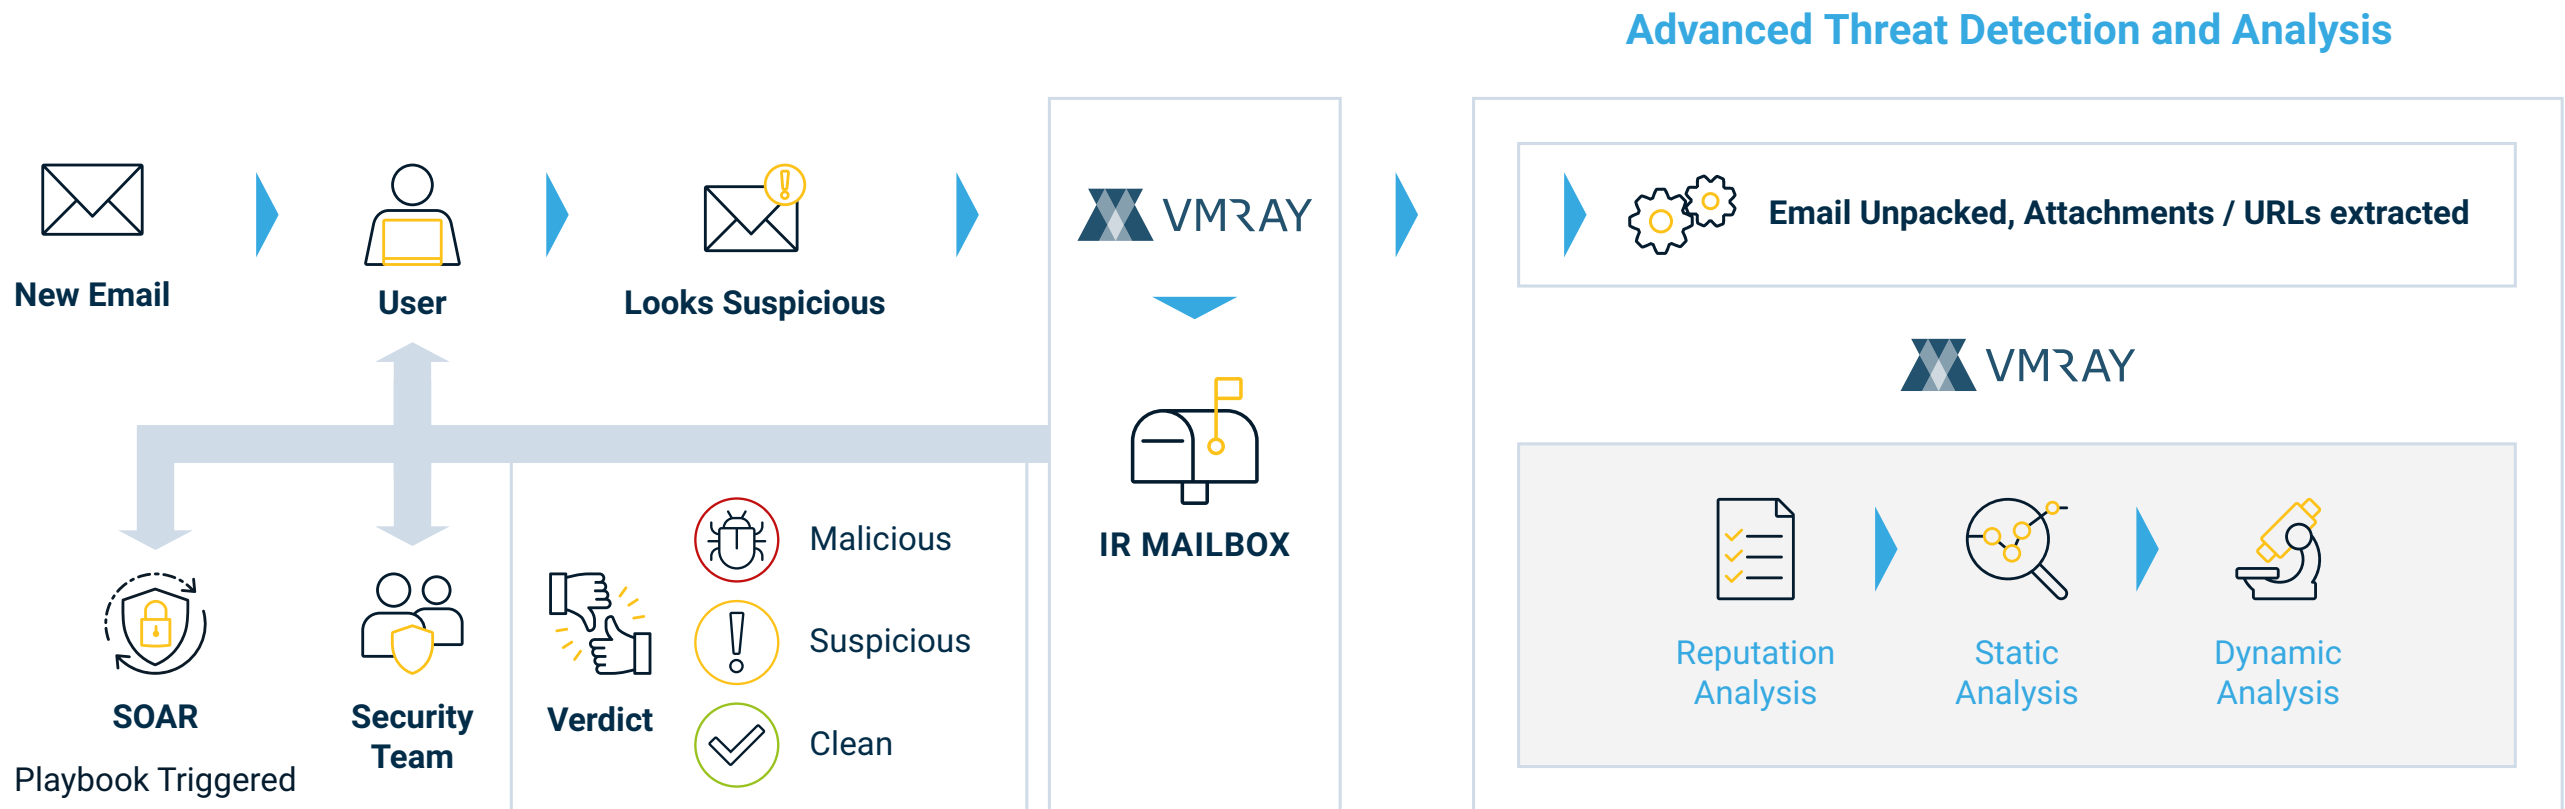 Advanced Threat Detection and Analysis
New Email
User
Looks Suspicious
VMRAY
IR MAILBOX
Email Unpacked, Attachments / URLs extracted
VMRAY
Reputation
Analysis
Static
Analysis
Dynamic
Analysis
SOAR
Playbook Triggered
Security
Team
Verdict
Malicious
Suspicious
Clean